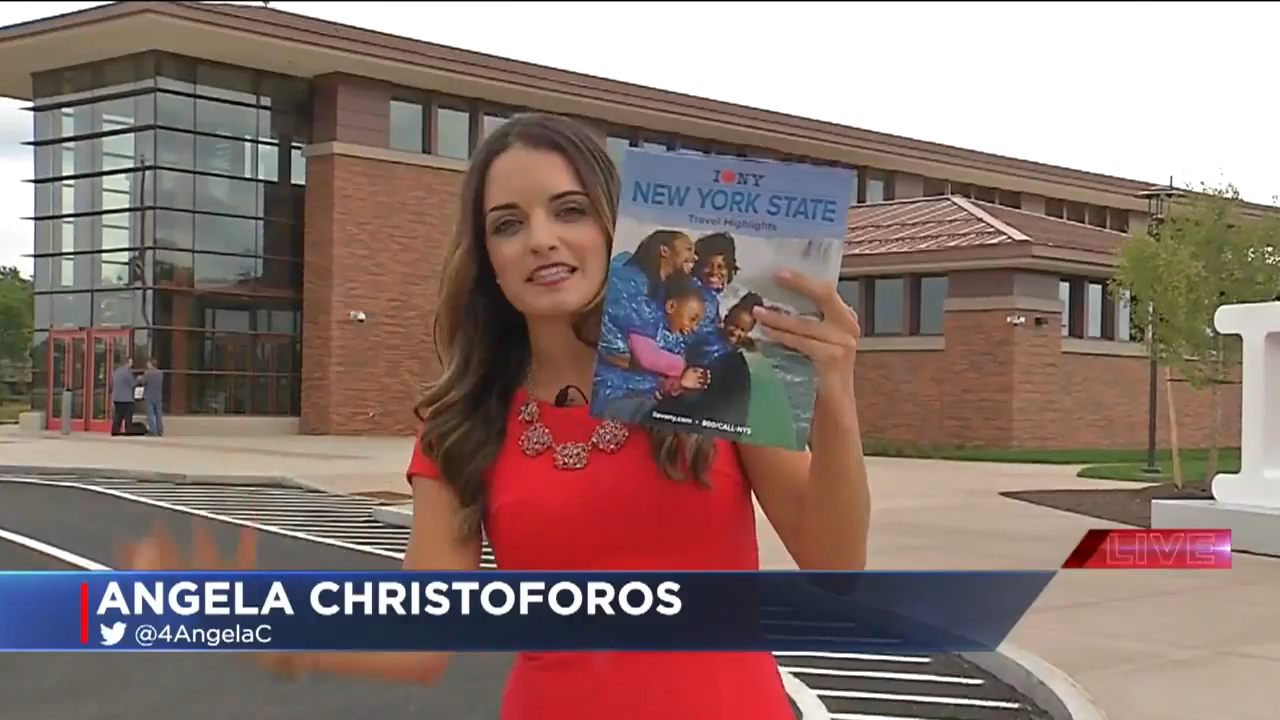 I NY
NEW YORK STATE
Travel Highlights
iloveny.com • 800/CALL-NYS
I
LIVE
ANGELA CHRISTOFOROS
@4AngelaC